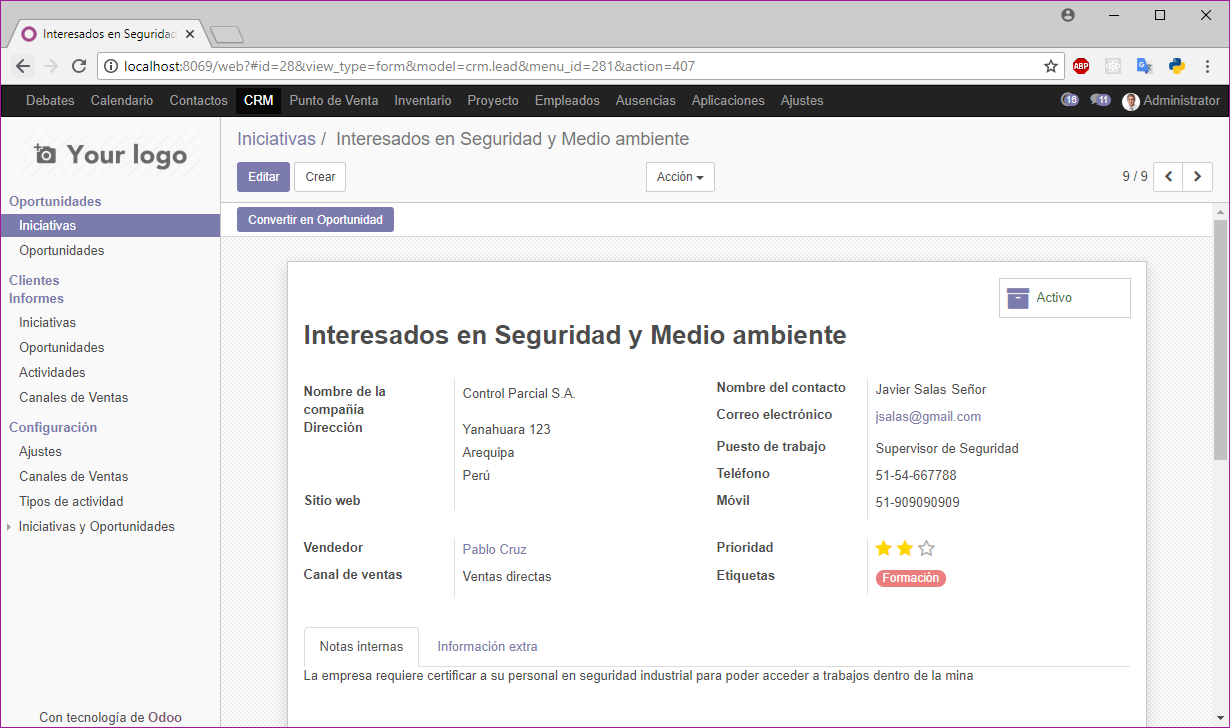 Interesados en Seguridad
localhost:8069/web?#id=28&view_type=form&model=crm.lead&menu_id=281&action=407
ABP
Debates Calendario Contactos CRM Punto de Venta Inventario Proyecto Empleados Ausencias Aplicaciones Ajustes 16 11 Administrator
Your logo
Oportunidades
Iniciativas
Oportunidades
Clientes
Informes
Iniciativas
Oportunidades
Actividades
Canales de Ventas
Configuración
Ajustes
Canales de Ventas
Tipos de actividad
Iniciativas y Oportunidades
Con tecnología de Odoo
Iniciativas / Interesados en Seguridad y Medio ambiente
Editar Crear Acción 9 / 9
Convertir en Oportunidad
Activo
Interesados en Seguridad y Medio ambiente
Nombre de la
compañía
Control Parcial S.A.
Dirección
Yanahuara 123
Arequipa
Perú
Sitio web
Nombre del contacto Javier Salas Señor
Correo electrónico jsalas@gmail.com
Puesto de trabajo Supervisor de Seguridad
Teléfono 51-54-667788
Móvil 51-909090909
Vendedor Pablo Cruz
Canal de ventas Ventas directas
Prioridad
Etiquetas Formación
Notas internas Información extra
La empresa requiere certificar a su personal en seguridad industrial para poder acceder a trabajos dentro de la mina